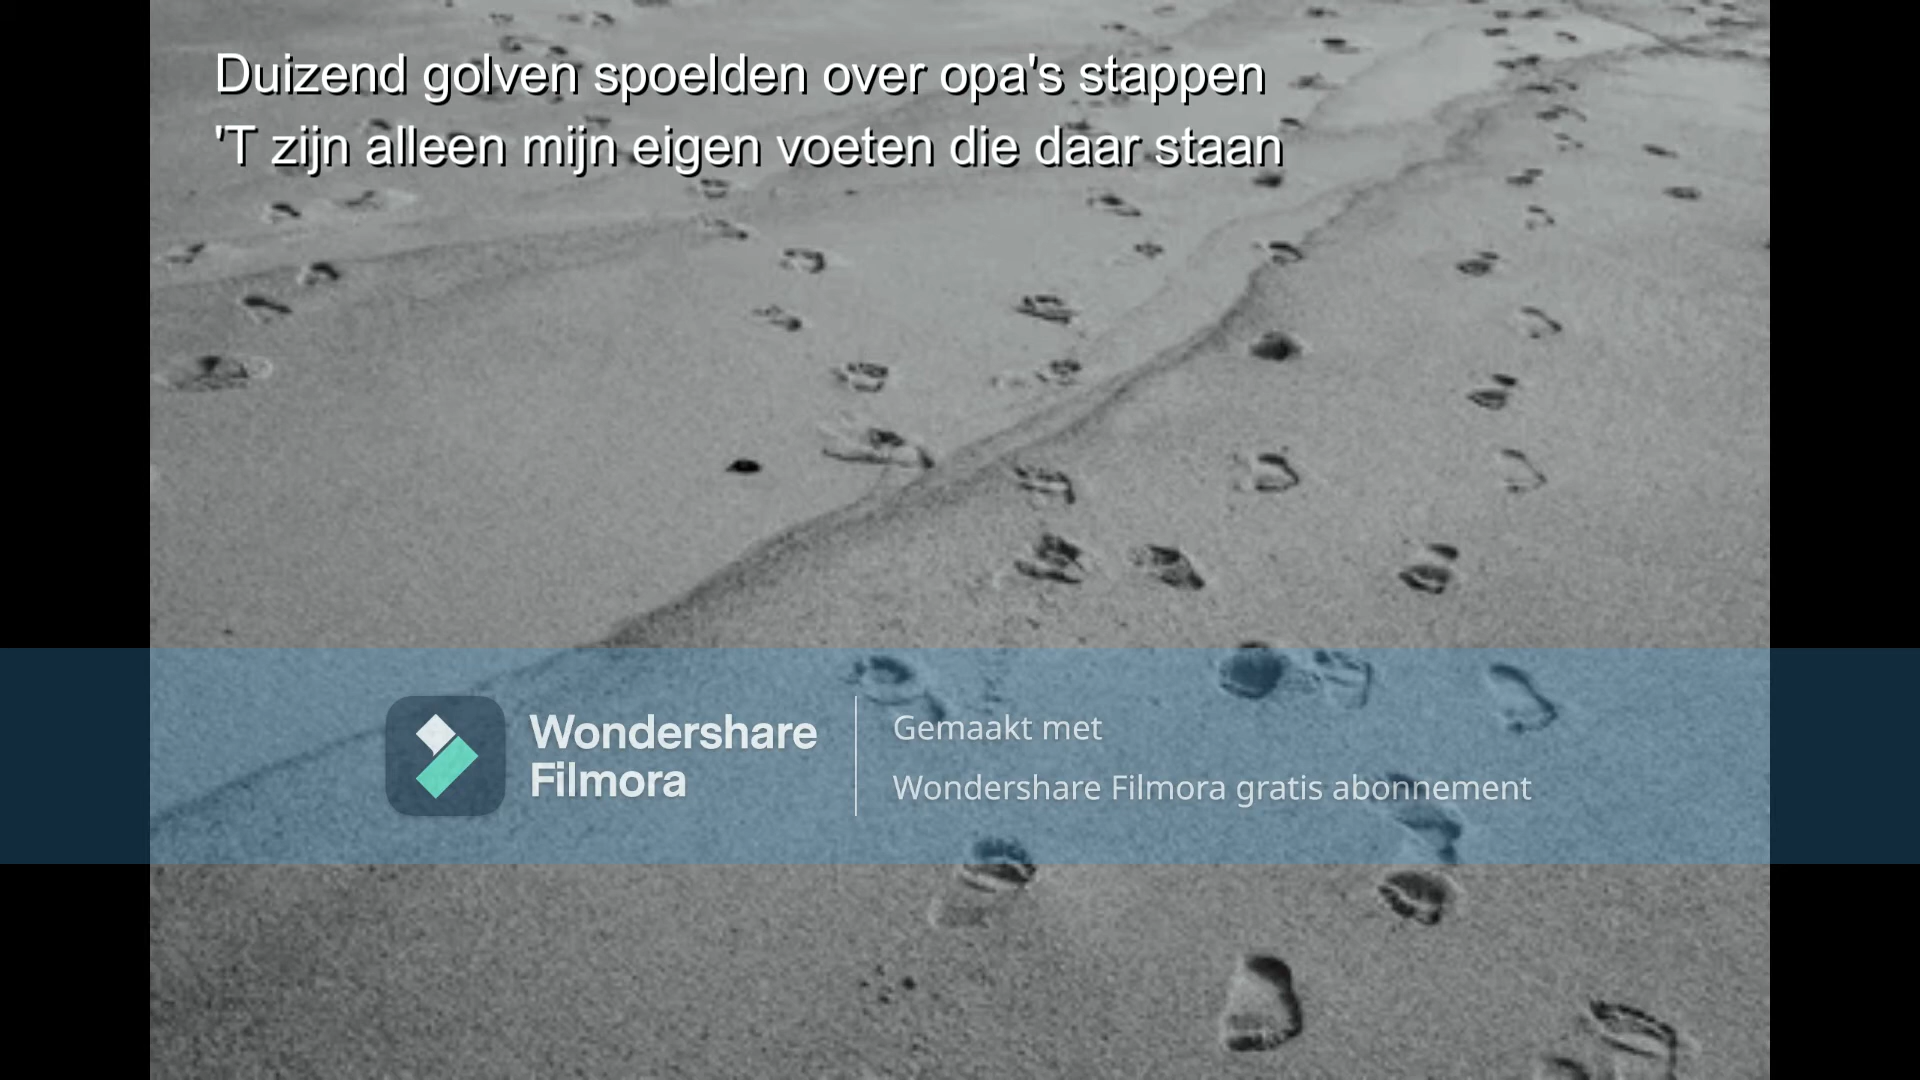 Duizend golven spoelden over opa's stappen
'T zijn alleen mijn eigen voeten die daar staan
Wondershare
Filmora
Gemaakt met
Wondershare Filmora gratis abonnement